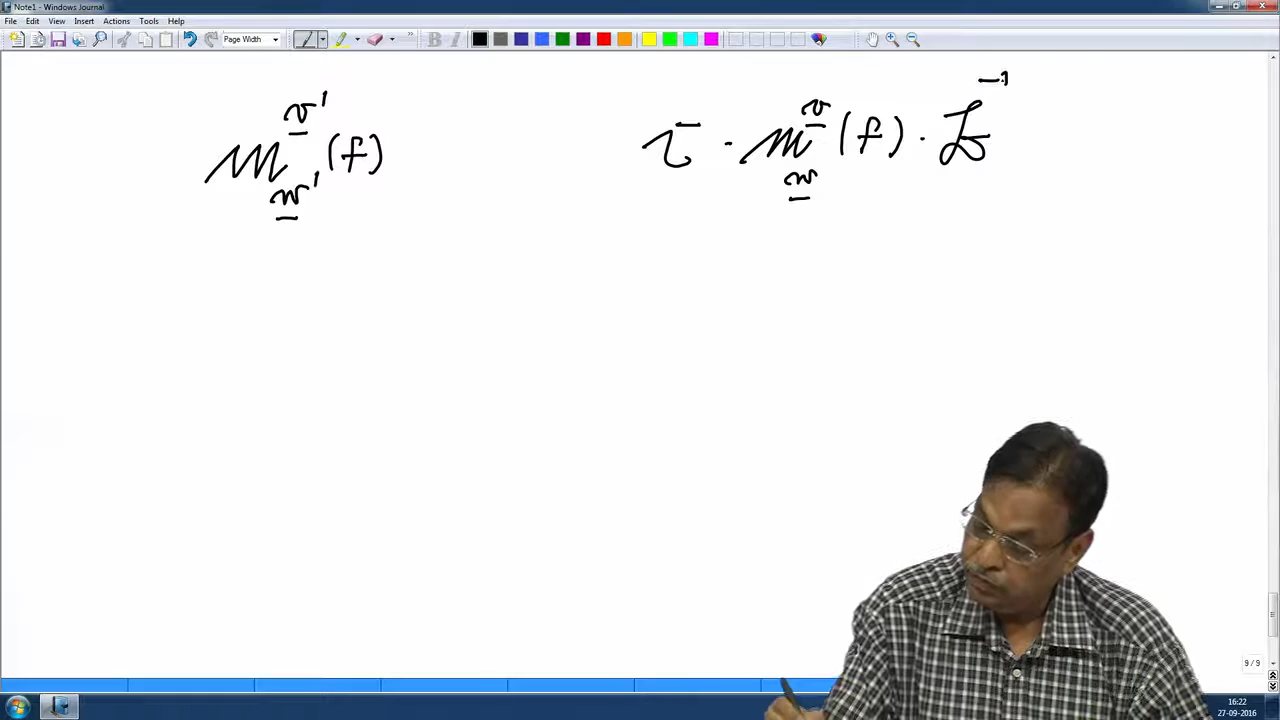 Note1 - Windows Journal
File Edit View Insert Actions Tools Help
Page Width
𝔐^{v'}_{w'}(f)
· 𝔐^{v}_{w}(f) ·
9 / 9
16:22
27-09-2016